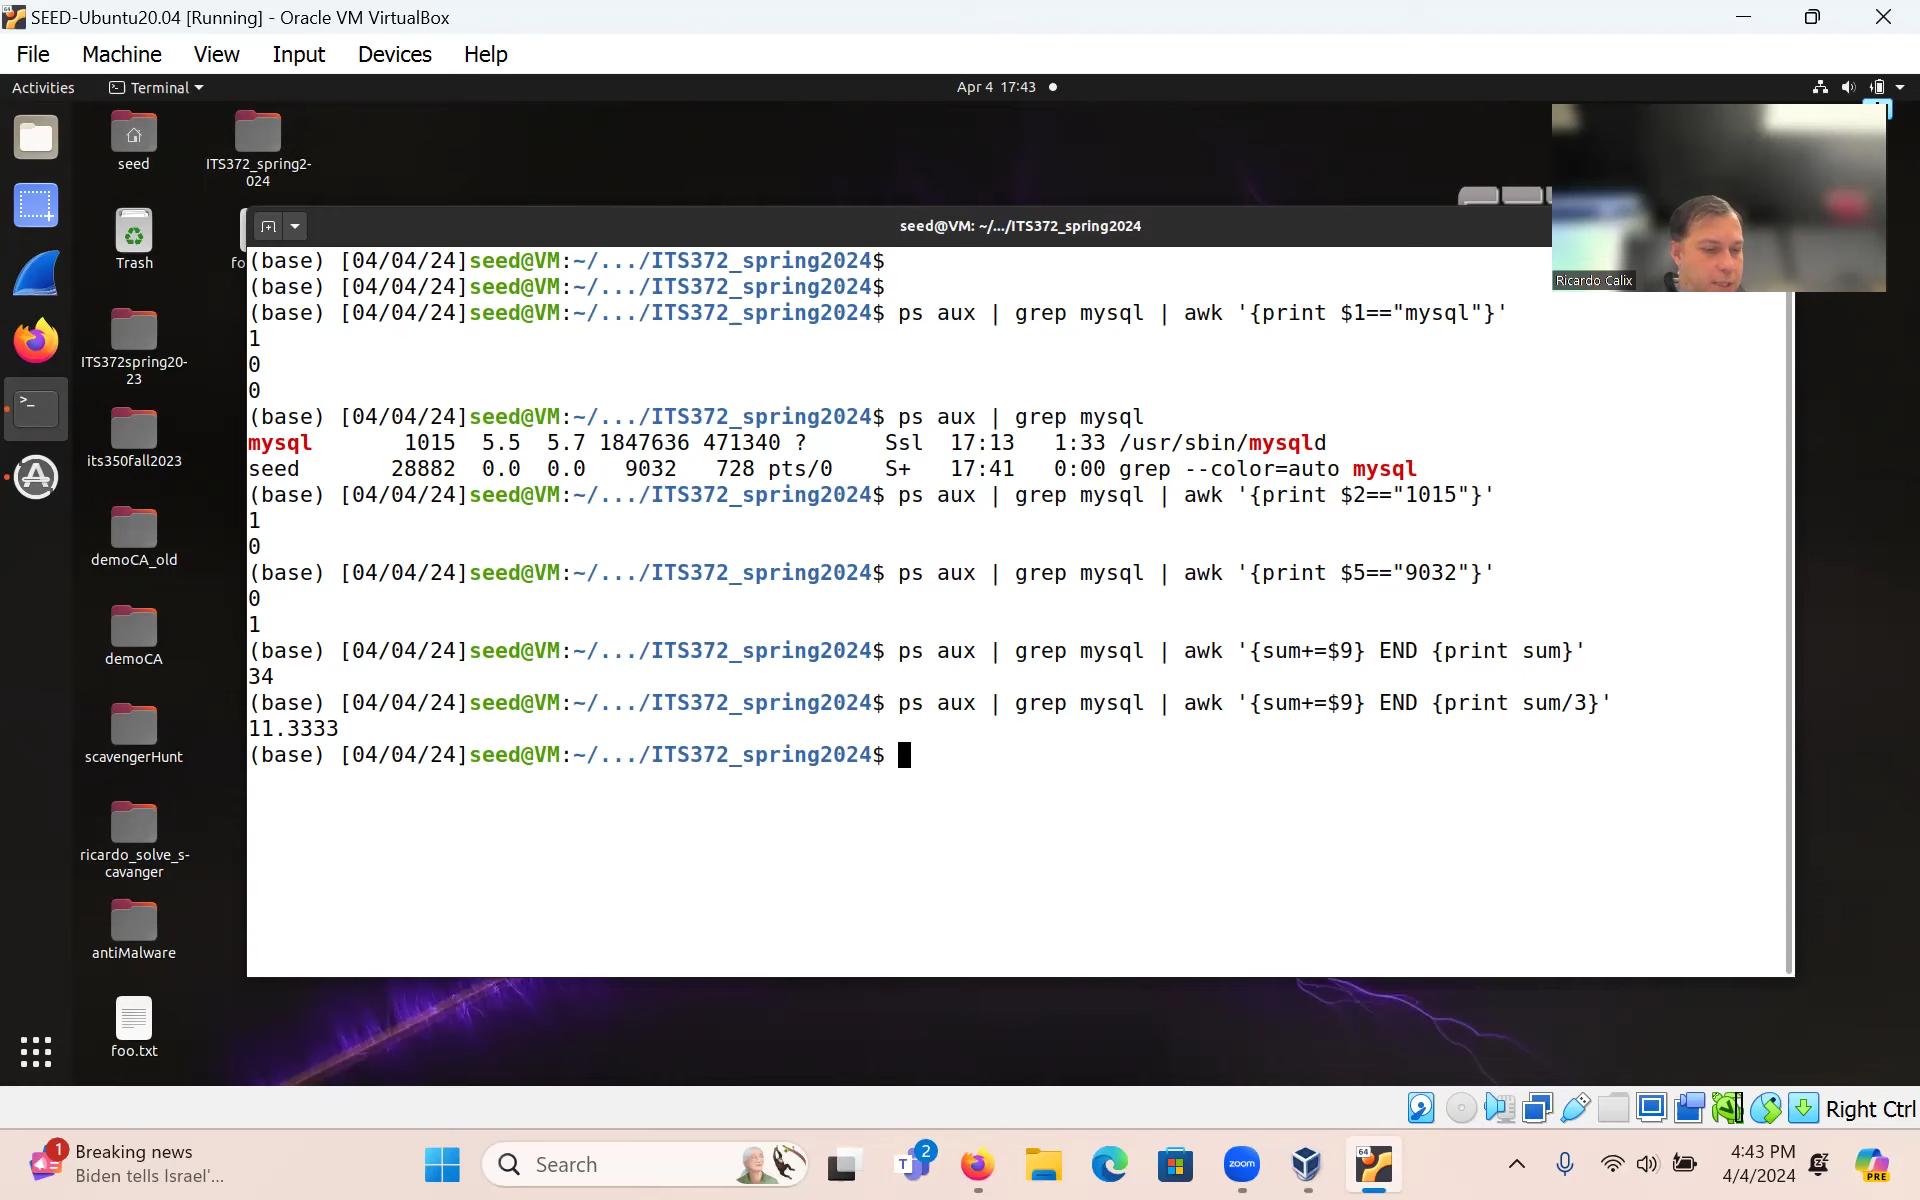 SEED-Ubuntu20.04 [Running] - Oracle VM VirtualBox
File Machine View Input Devices Help
Activities Terminal Apr 4 17:43
seed
ITS372_spring2-
024
Trash
fo
ITS372spring20-
23
its350fall2023
demoCA_old
demoCA
scavengerHunt
ricardo_solve_s-
cavanger
antiMalware
foo.txt
seed@VM: ~/.../ITS372_spring2024
Ricardo Calix
(base) [04/04/24]seed@VM:~/.../ITS372_spring2024$
(base) [04/04/24]seed@VM:~/.../ITS372_spring2024$
(base) [04/04/24]seed@VM:~/.../ITS372_spring2024$ ps aux | grep mysql | awk '{print $1=="mysql"}'
1
0
0
(base) [04/04/24]seed@VM:~/.../ITS372_spring2024$ ps aux | grep mysql
mysql 1015 5.5 5.7 1847636 471340 ? Ssl 17:13 1:33 /usr/sbin/mysqld
seed 28882 0.0 0.0 9032 728 pts/0 S+ 17:41 0:00 grep --color=auto mysql
(base) [04/04/24]seed@VM:~/.../ITS372_spring2024$ ps aux | grep mysql | awk '{print $2=="1015"}'
1
0
(base) [04/04/24]seed@VM:~/.../ITS372_spring2024$ ps aux | grep mysql | awk '{print $5=="9032"}'
0
1
(base) [04/04/24]seed@VM:~/.../ITS372_spring2024$ ps aux | grep mysql | awk '{sum+=$9} END {print sum}'
34
(base) [04/04/24]seed@VM:~/.../ITS372_spring2024$ ps aux | grep mysql | awk '{sum+=$9} END {print sum/3}'
11.3333
(base) [04/04/24]seed@VM:~/.../ITS372_spring2024$
Right Ctrl
1
Breaking news
Biden tells Israel'...
Search
T 2
zoom
64
4:43 PM
4/4/2024
PRE